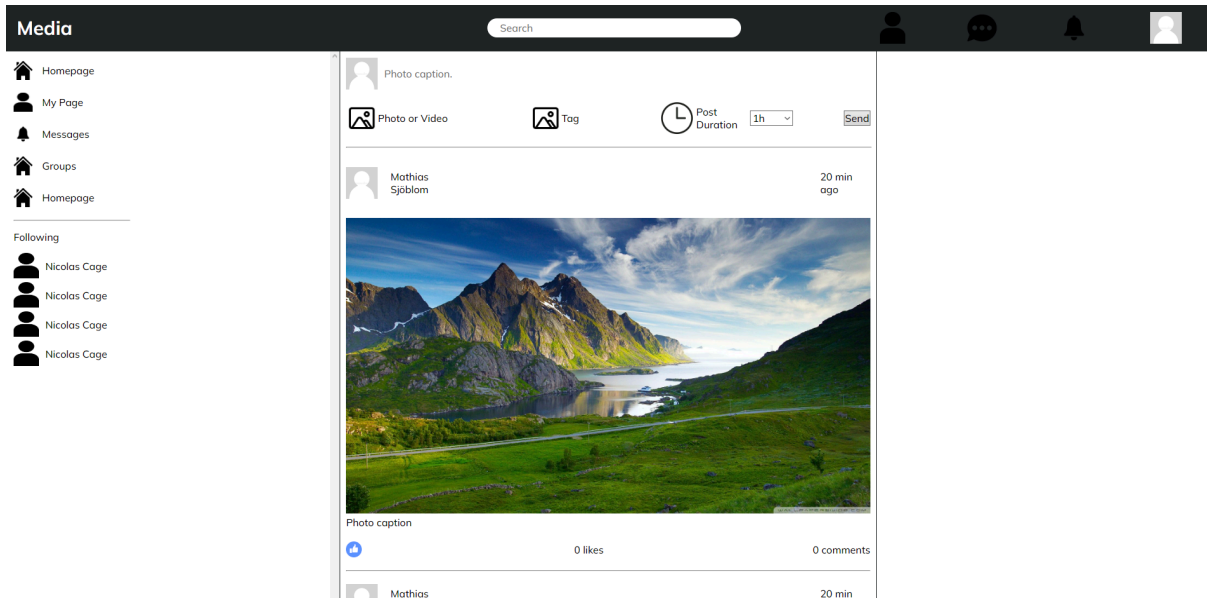 Media
Search
Homepage
My Page
Messages
Groups
Homepage
Following
Nicolas Cage
Nicolas Cage
Nicolas Cage
Nicolas Cage
Photo caption.
Photo or Video
Tag
Post
Duration
1h
Send
Mathias
Sjöblom
20 min
ago
Photo caption
0 likes
0 comments
Mathias
20 min